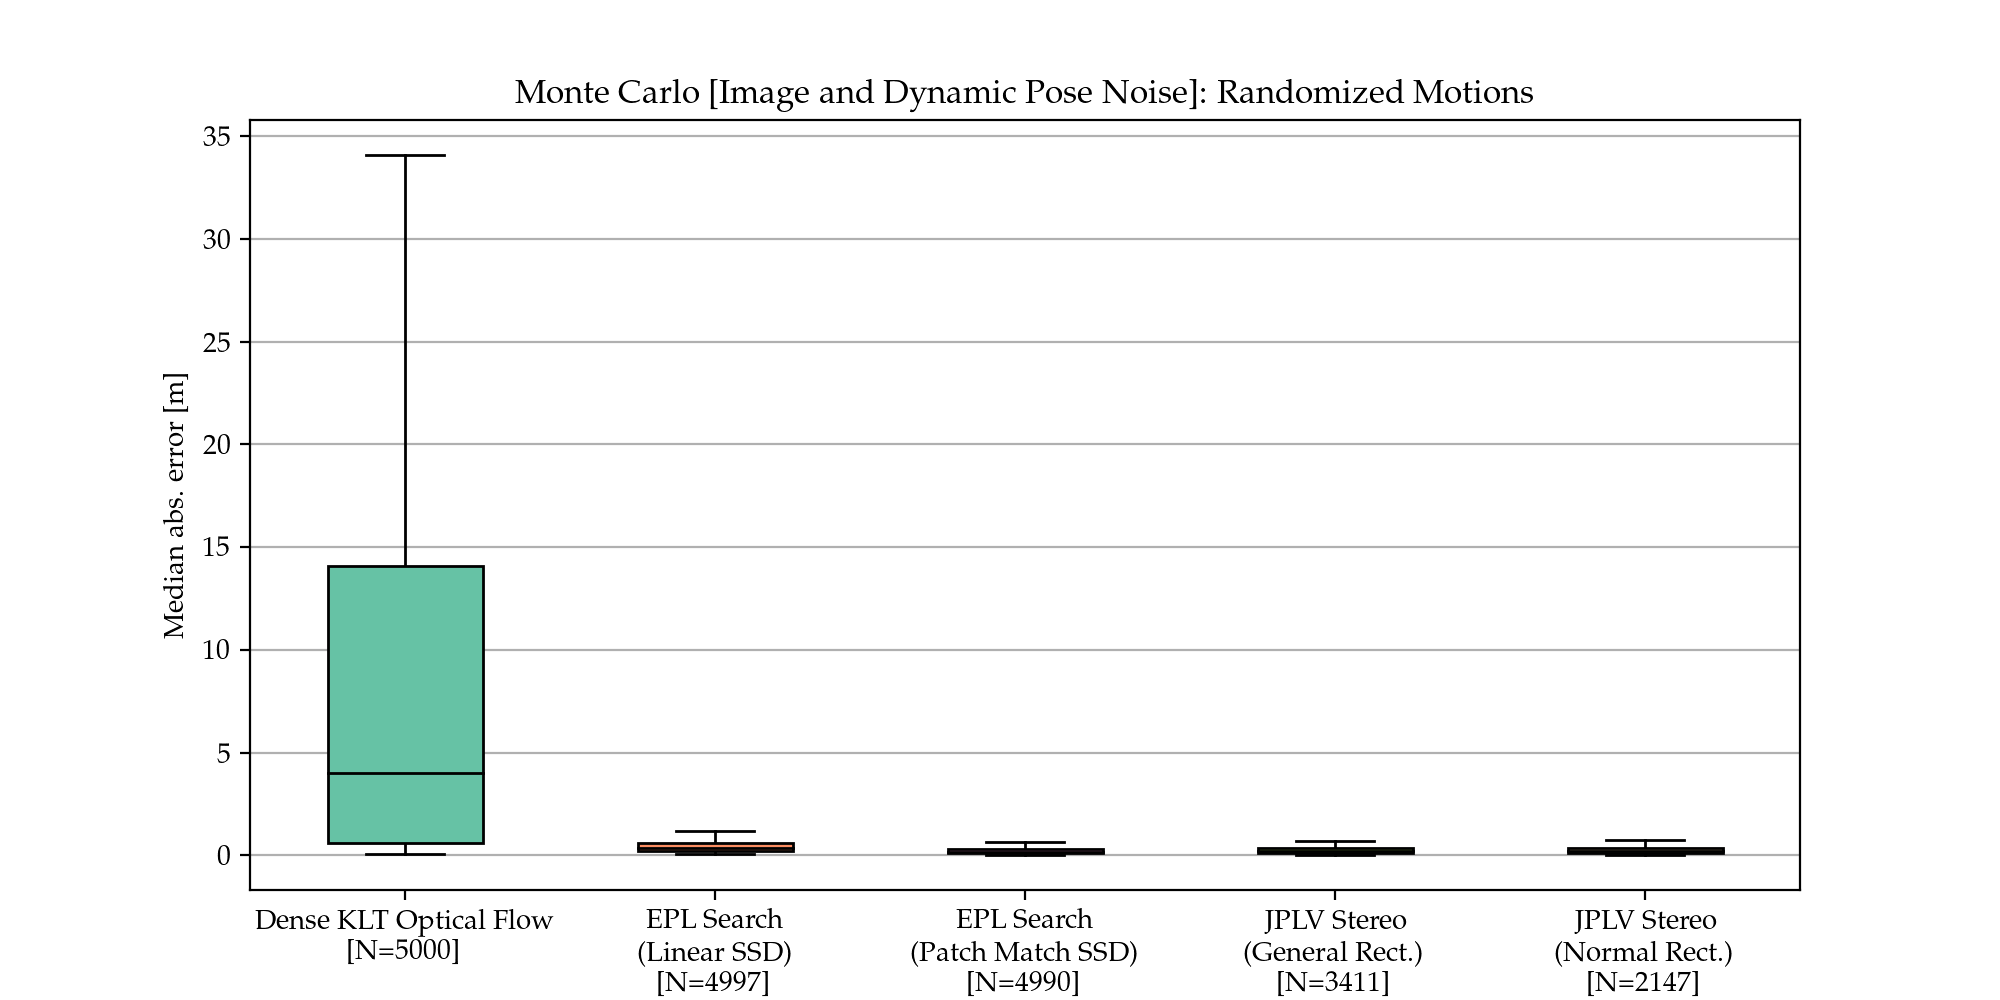 Monte Carlo [Image and Dynamic Pose Noise]: Randomized Motions
Median abs. error [m]
35
30
25
20
15
10
5
0
Dense KLT Optical Flow
[N=5000]
EPL Search
(Linear SSD)
[N=4997]
EPL Search
(Patch Match SSD)
[N=4990]
JPLV Stereo
(General Rect.)
[N=3411]
JPLV Stereo
(Normal Rect.)
[N=2147]